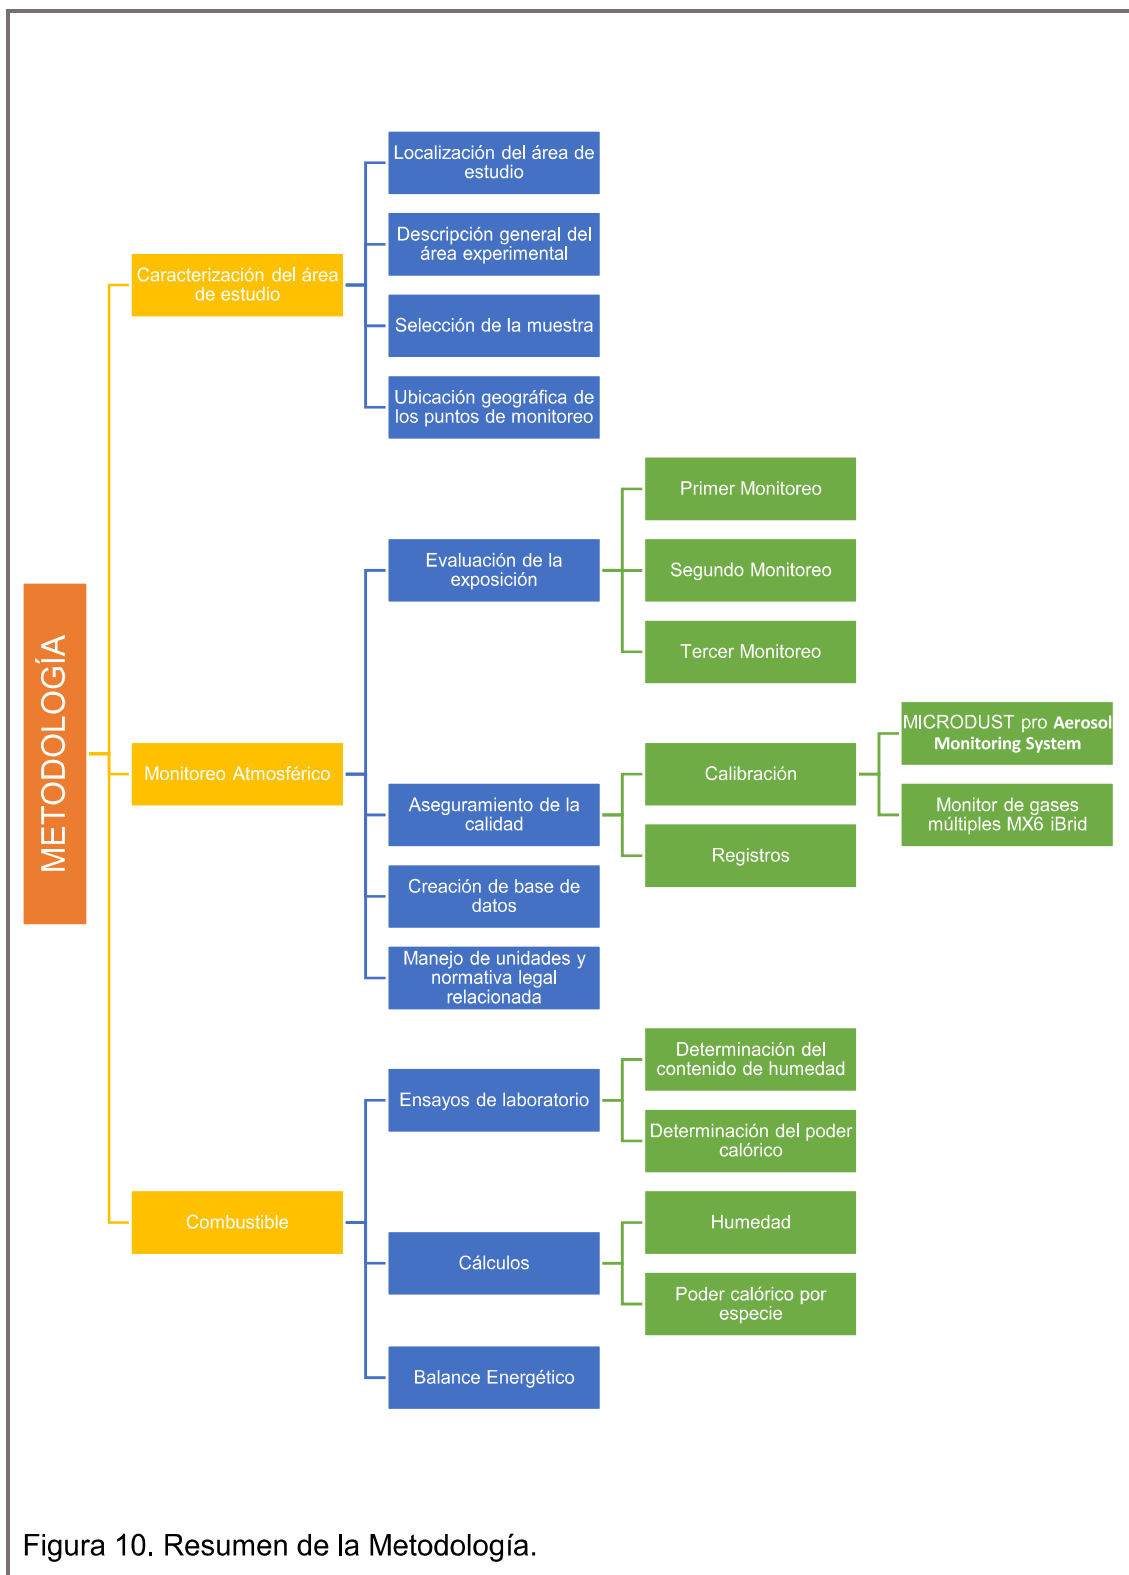 METODOLOGÍA
Caracterización del área
de estudio
Localización del área de
estudio
Descripción general del
área experimental
Selección de la muestra
Ubicación geográfica de
los puntos de monitoreo
Monitoreo Atmosférico
Evaluación de la
exposición
Primer Monitoreo
Segundo Monitoreo
Tercer Monitoreo
Aseguramiento de la
calidad
Calibración
MICRODUST pro Aerosol
Monitoring System
Monitor de gases
múltiples MX6 iBrid
Registros
Creación de base de
datos
Manejo de unidades y
normativa legal
relacionada
Combustible
Ensayos de laboratorio
Determinación del
contenido de humedad
Determinación del poder
calórico
Cálculos
Humedad
Poder calórico por
especie
Balance Energético
Figura 10. Resumen de la Metodología.